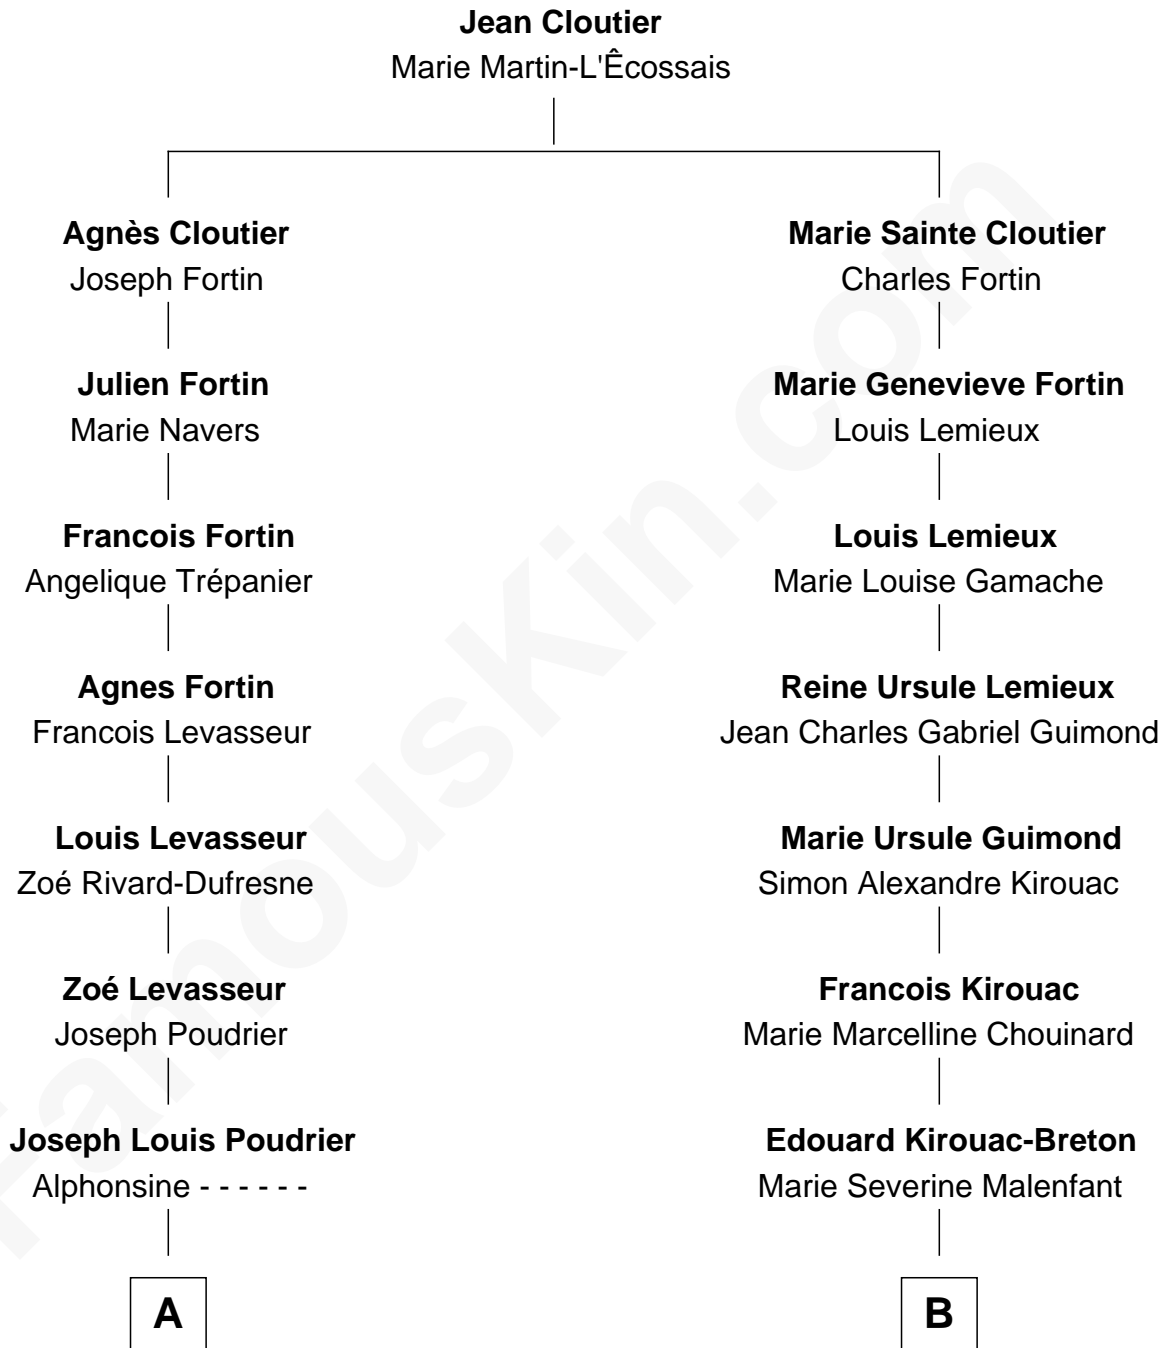 Jean Cloutier
Marie Martin-L'Êcossais
Agnès Cloutier
Joseph Fortin
Marie Sainte Cloutier
Charles Fortin
Julien Fortin
Marie Navers
Marie Genevieve Fortin
Louis Lemieux
Francois Fortin
Angelique Trépanier
Louis Lemieux
Marie Louise Gamache
Agnes Fortin
Francois Levasseur
Reine Ursule Lemieux
Jean Charles Gabriel Guimond
Louis Levasseur
Zoé Rivard-Dufresne
Marie Ursule Guimond
Simon Alexandre Kirouac
Zoé Levasseur
Joseph Poudrier
Francois Kirouac
Marie Marcelline Chouinard
Joseph Louis Poudrier
Alphonsine - - - - - -
Edouard Kirouac-Breton
Marie Severine Malenfant
A
B
FamousKin.com